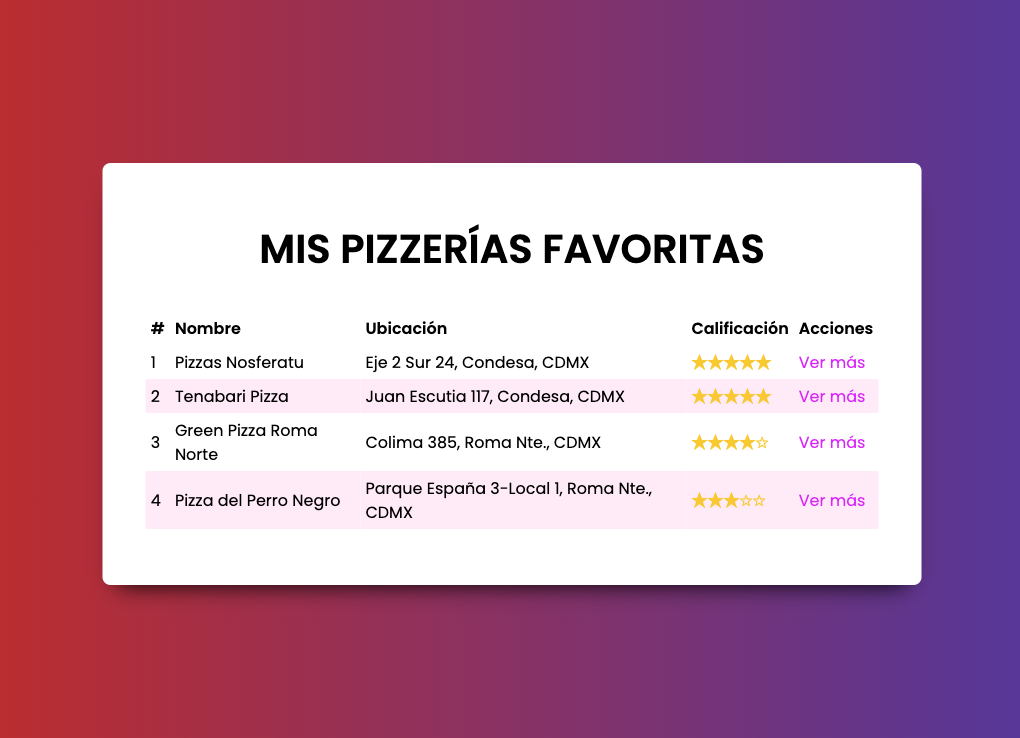 MIS PIZZERÍAS FAVORITAS
# Nombre Ubicación Calificación Acciones
1 Pizzas Nosferatu Eje 2 Sur 24, Condesa, CDMX ★★★★★ Ver más
2 Tenabari Pizza Juan Escutia 117, Condesa, CDMX ★★★★★ Ver más
3 Green Pizza Roma
Norte Colima 385, Roma Nte., CDMX ★★★★☆ Ver más
4 Pizza del Perro Negro Parque España 3-Local 1, Roma Nte.,
CDMX ★★★☆☆ Ver más